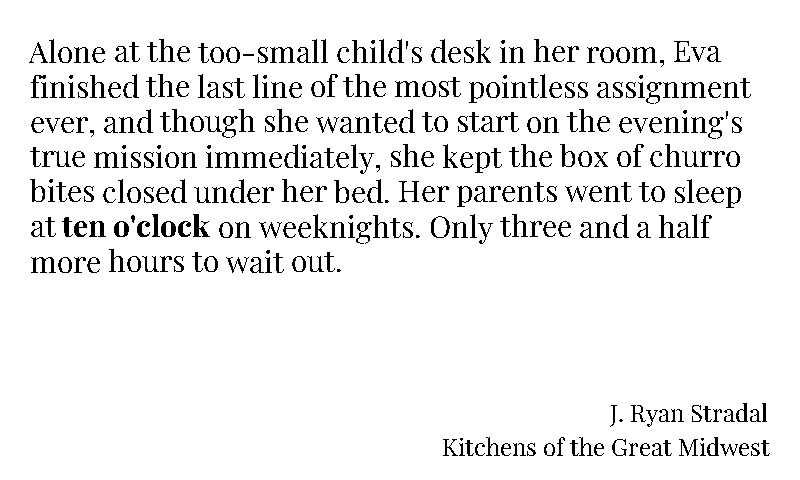 Alone at the too-small child's desk in her room, Eva
finished the last line of the most pointless assignment
ever, and though she wanted to start on the evening's
true mission immediately, she kept the box of churro
bites closed under her bed. Her parents went to sleep
at ten o'clock on weeknights. Only three and a half
more hours to wait out.
J. Ryan Stradal
Kitchens of the Great Midwest